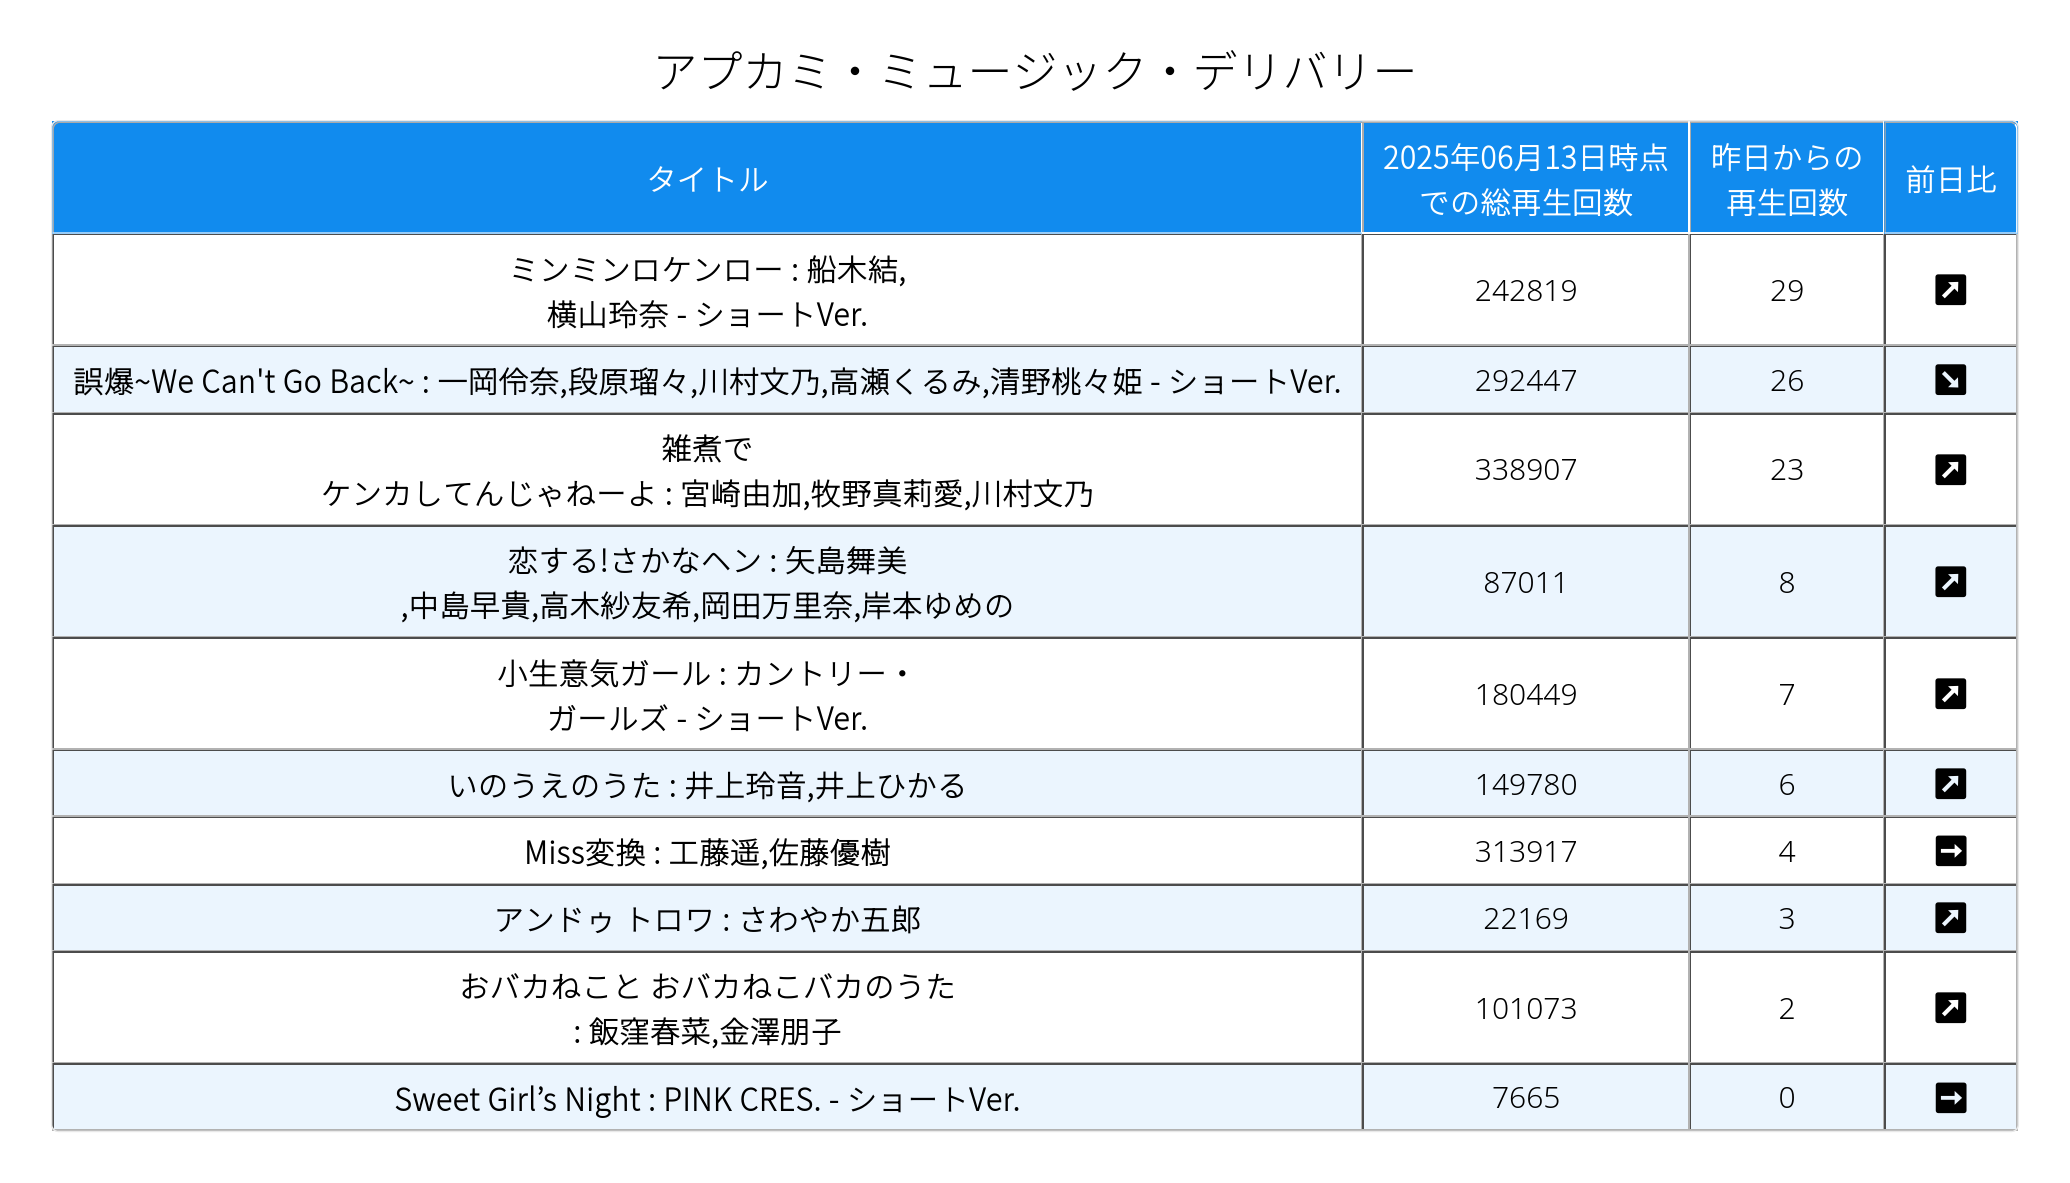 アプカミ・ミュージック・デリバリー
タイトル
2025年06月13日時点
での総再生回数
昨日からの
再生回数
前日比
ミンミンロケンロー : 船木結,
横山玲奈 - ショートVer.
242819
29
誤爆~We Can't Go Back~ : 一岡伶奈,段原瑠々,川村文乃,高瀬くるみ,清野桃々姫 - ショートVer.
292447
26
雑煮で
ケンカしてんじゃねーよ : 宮崎由加,牧野真莉愛,川村文乃
338907
23
恋する!さかなヘン : 矢島舞美
,中島早貴,高木紗友希,岡田万里奈,岸本ゆめの
87011
8
小生意気ガール : カントリー・
ガールズ - ショートVer.
180449
7
いのうえのうた : 井上玲音,井上ひかる
149780
6
Miss変換 : 工藤遥,佐藤優樹
313917
4
アンドゥ トロワ : さわやか五郎
22169
3
おバカねこと おバカねこバカのうた
: 飯窪春菜,金澤朋子
101073
2
Sweet Girl’s Night : PINK CRES. - ショートVer.
7665
0